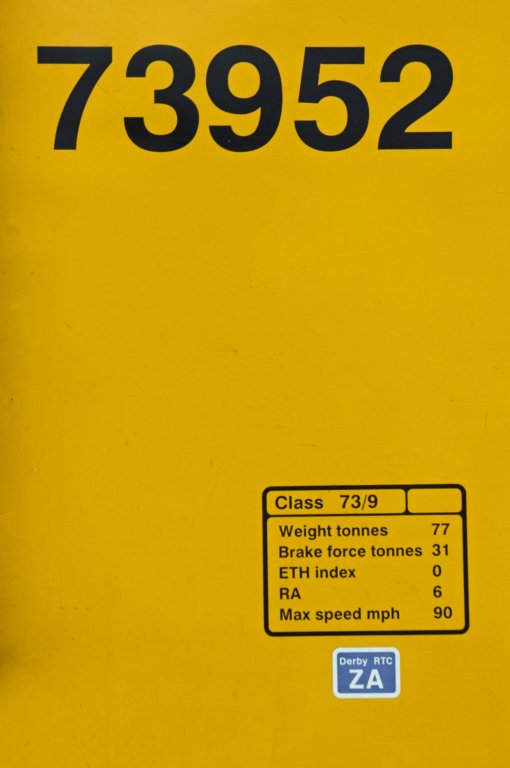 73952
Class 73/9
Weight tonnes 77
Brake force tonnes 31
ETH index 0
RA 6
Max speed mph 90
Derby RTC
ZA